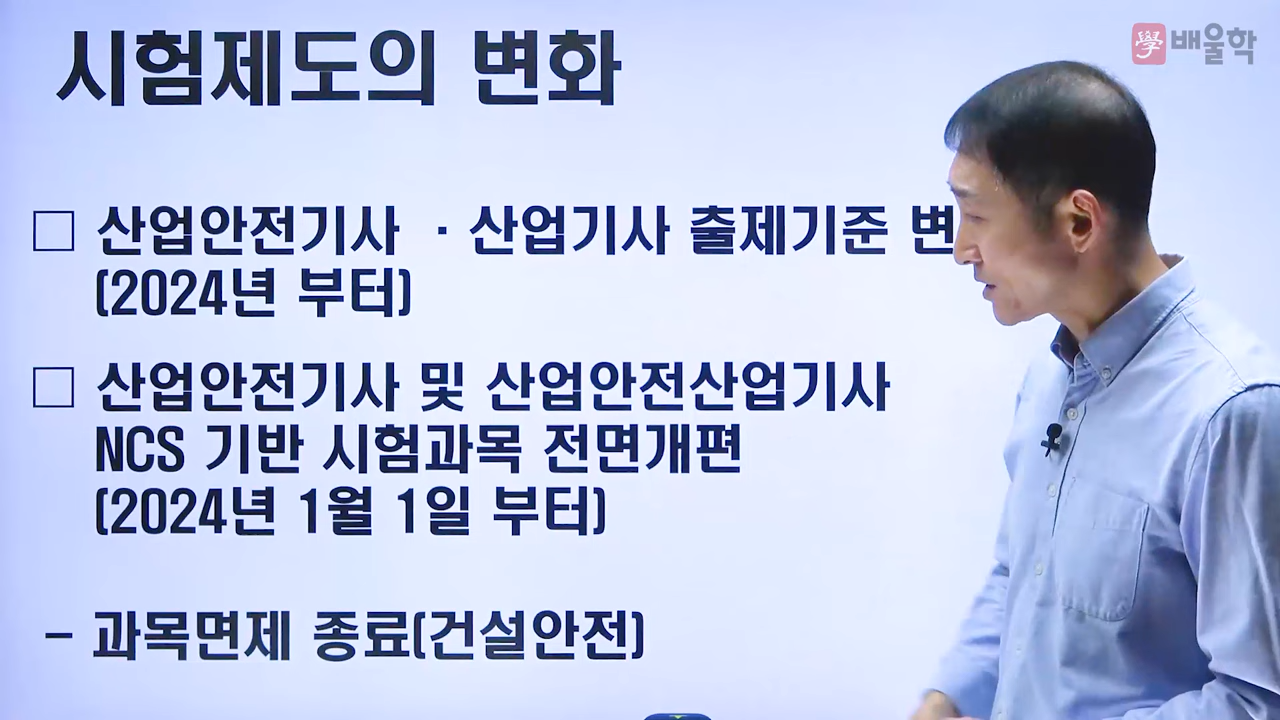 시험제도의 변화
學 배울학
□ 산업안전기사 · 산업기사 출제기준
(2024년 부터)
□ 산업안전기사 및 산업안전산업기사
NCS 기반 시험과목 전면개편
(2024년 1월 1일 부터)
- 과목면제 종료(건설안전)